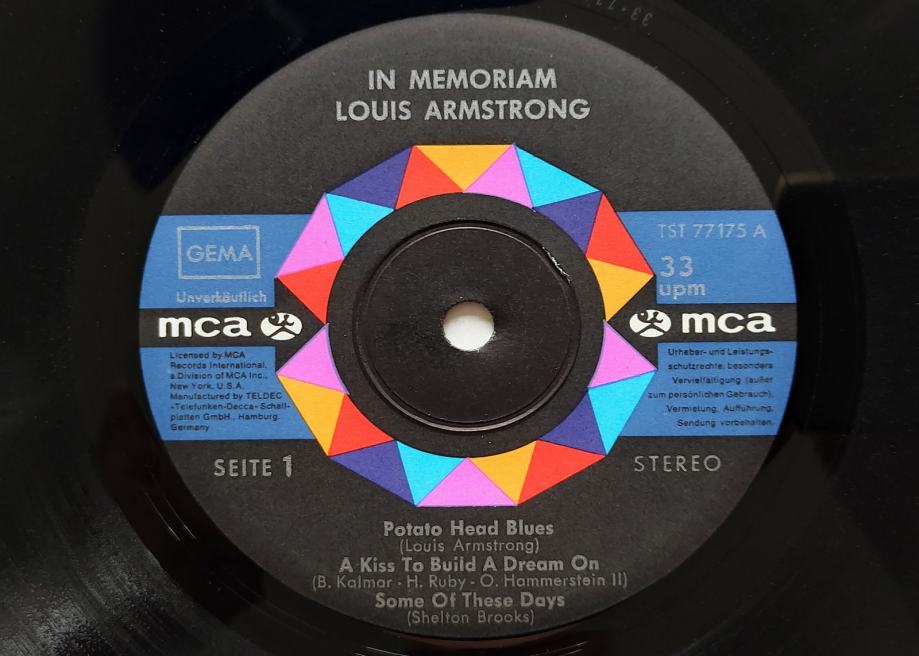 IN MEMORIAM
LOUIS ARMSTRONG
GEMA
Unverkäuflich
TST 77175 A
33
upm
mca
mca
Licensed by MCA
Records International,
a Division of MCA Inc.,
New York, U.S.A.
Manufactured by TELDEC
»Telefunken-Decca« Schall-
platten GmbH., Hamburg.
Germany
Urheber- und Leistungs-
schutzrechte, besonders
Vervielfältigung (außer
zum persönlichen Gebrauch),
Vermietung, Aufführung,
Sendung vorbehalten.
SEITE 1
STEREO
Potato Head Blues
(Louis Armstrong)
A Kiss To Build A Dream On
(B. Kalmar - H. Ruby - O. Hammerstein II)
Some Of These Days
(Shelton Brooks)